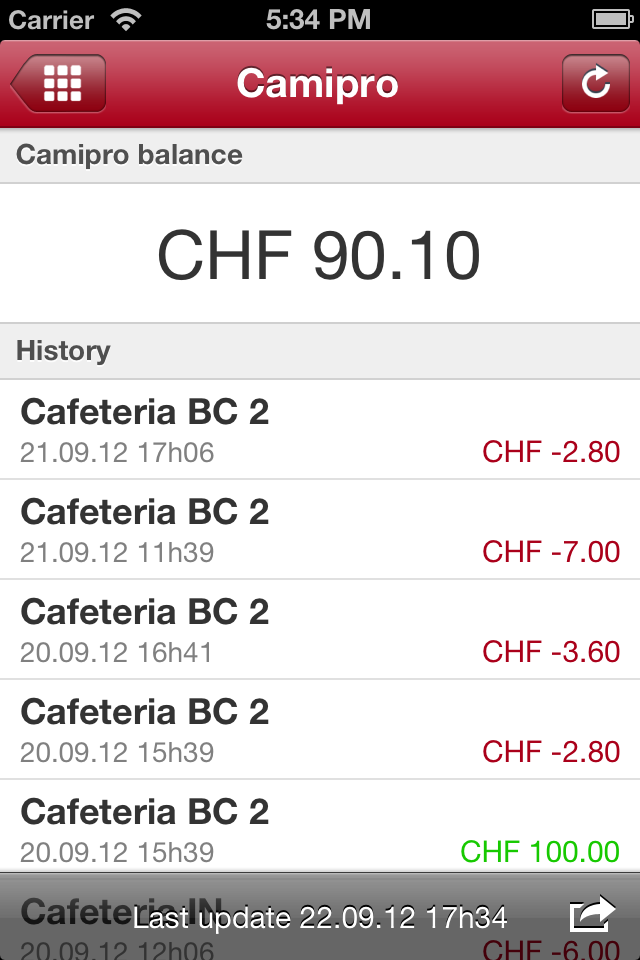 Carrier 5:34 PM
Camipro
Camipro balance
CHF 90.10
History
Cafeteria BC 2
21.09.12 17h06 CHF -2.80
Cafeteria BC 2
21.09.12 11h39 CHF -7.00
Cafeteria BC 2
20.09.12 16h41 CHF -3.60
Cafeteria BC 2
20.09.12 15h39 CHF -2.80
Cafeteria BC 2
20.09.12 15h39 CHF 100.00
Cafeteria IN
Last update 22.09.12 17h34
20.09.12 12h06 CHF -6.00